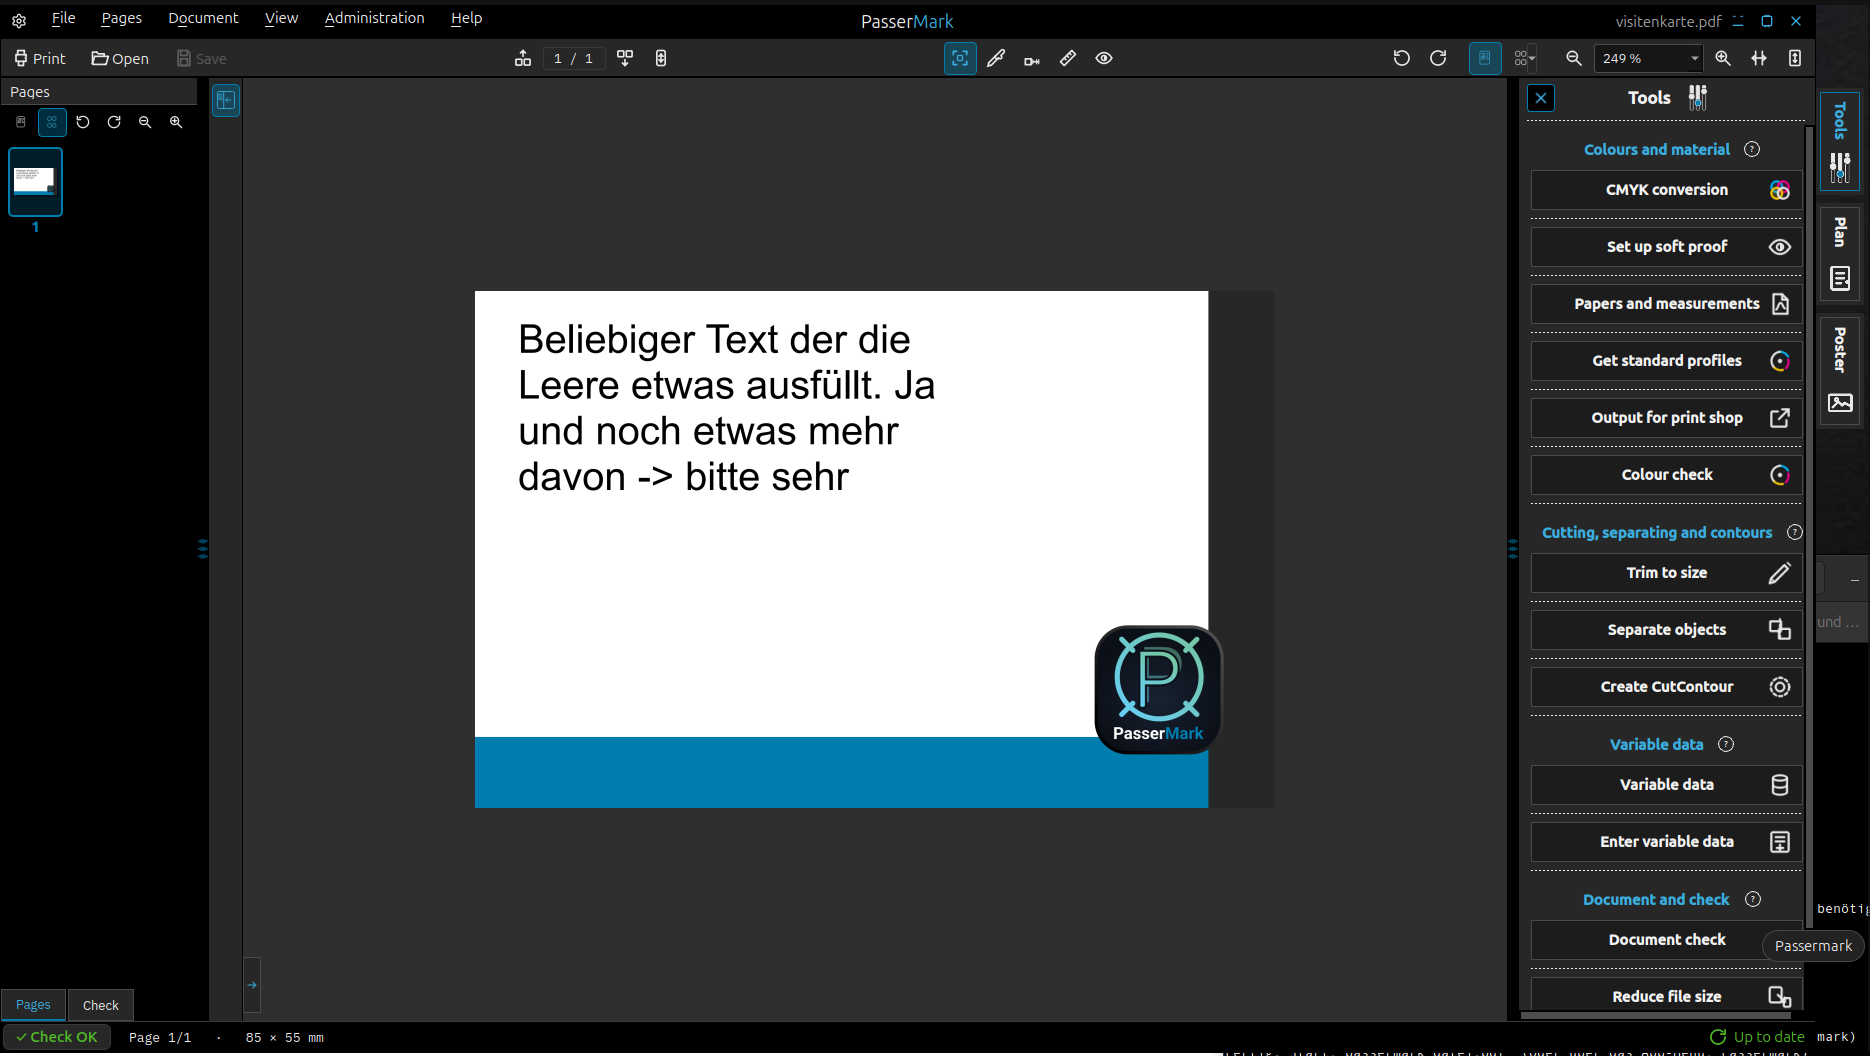 File Pages Document View Administration Help
PasserMark
visitenkarte.pdf
Print Open Save
1 / 1
249 %
Pages
1
Beliebiger Text der die
Leere etwas ausfüllt. Ja
und noch etwas mehr
davon -> bitte sehr
P
PasserMark
Tools
Colours and material ?
CMYK conversion
Set up soft proof
Papers and measurements
Get standard profiles
Output for print shop
Colour check
Cutting, separating and contours ?
Trim to size
Separate objects
Create CutContour
Variable data ?
Variable data
Enter variable data
Document and check ?
Document check
Reduce file size
Tools
Plan
Poster
und ...
benötig
Passermark
Pages Check
Check OK
Page 1/1 · 85 × 55 mm
Up to date
mark)